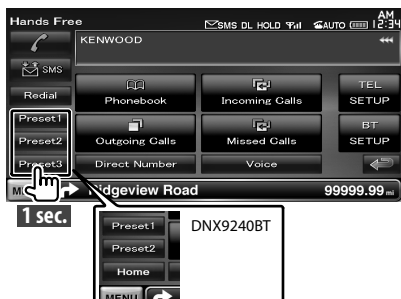 Hands Free
SMS DL HOLD AUTO AM 12:34
KENWOOD
SMS
Redial
Phonebook
Incoming Calls
TEL SETUP
Preset1
Preset2
Outgoing Calls
Missed Calls
BT SETUP
Preset3
Direct Number
Voice
M
idgeview Road
99999.99 mi
1 sec.
Preset1
DNX9240BT
Preset2
Home
MENU